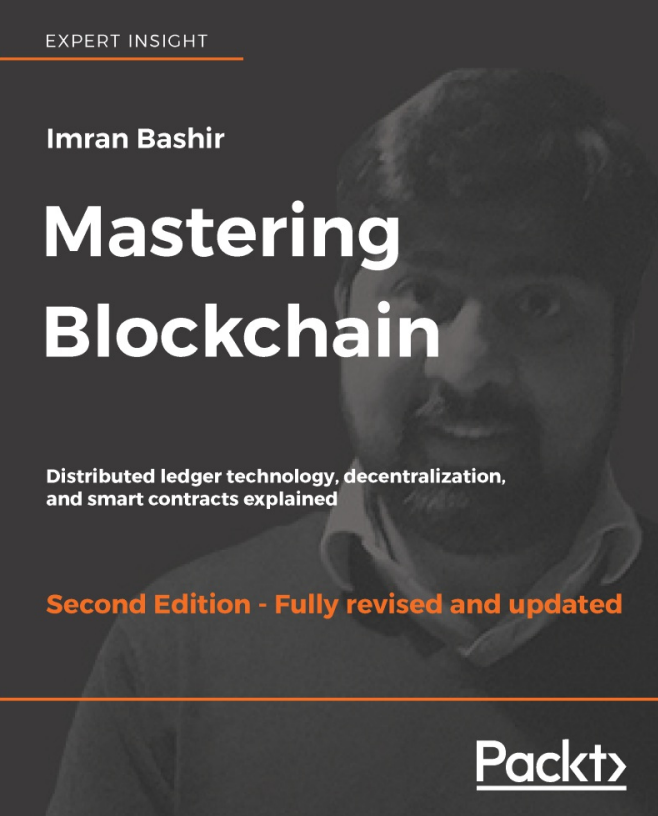 EXPERT INSIGHT
Imran Bashir
Mastering
Blockchain
Distributed ledger technology, decentralization,
and smart contracts explained
Second Edition - Fully revised and updated
Packt>